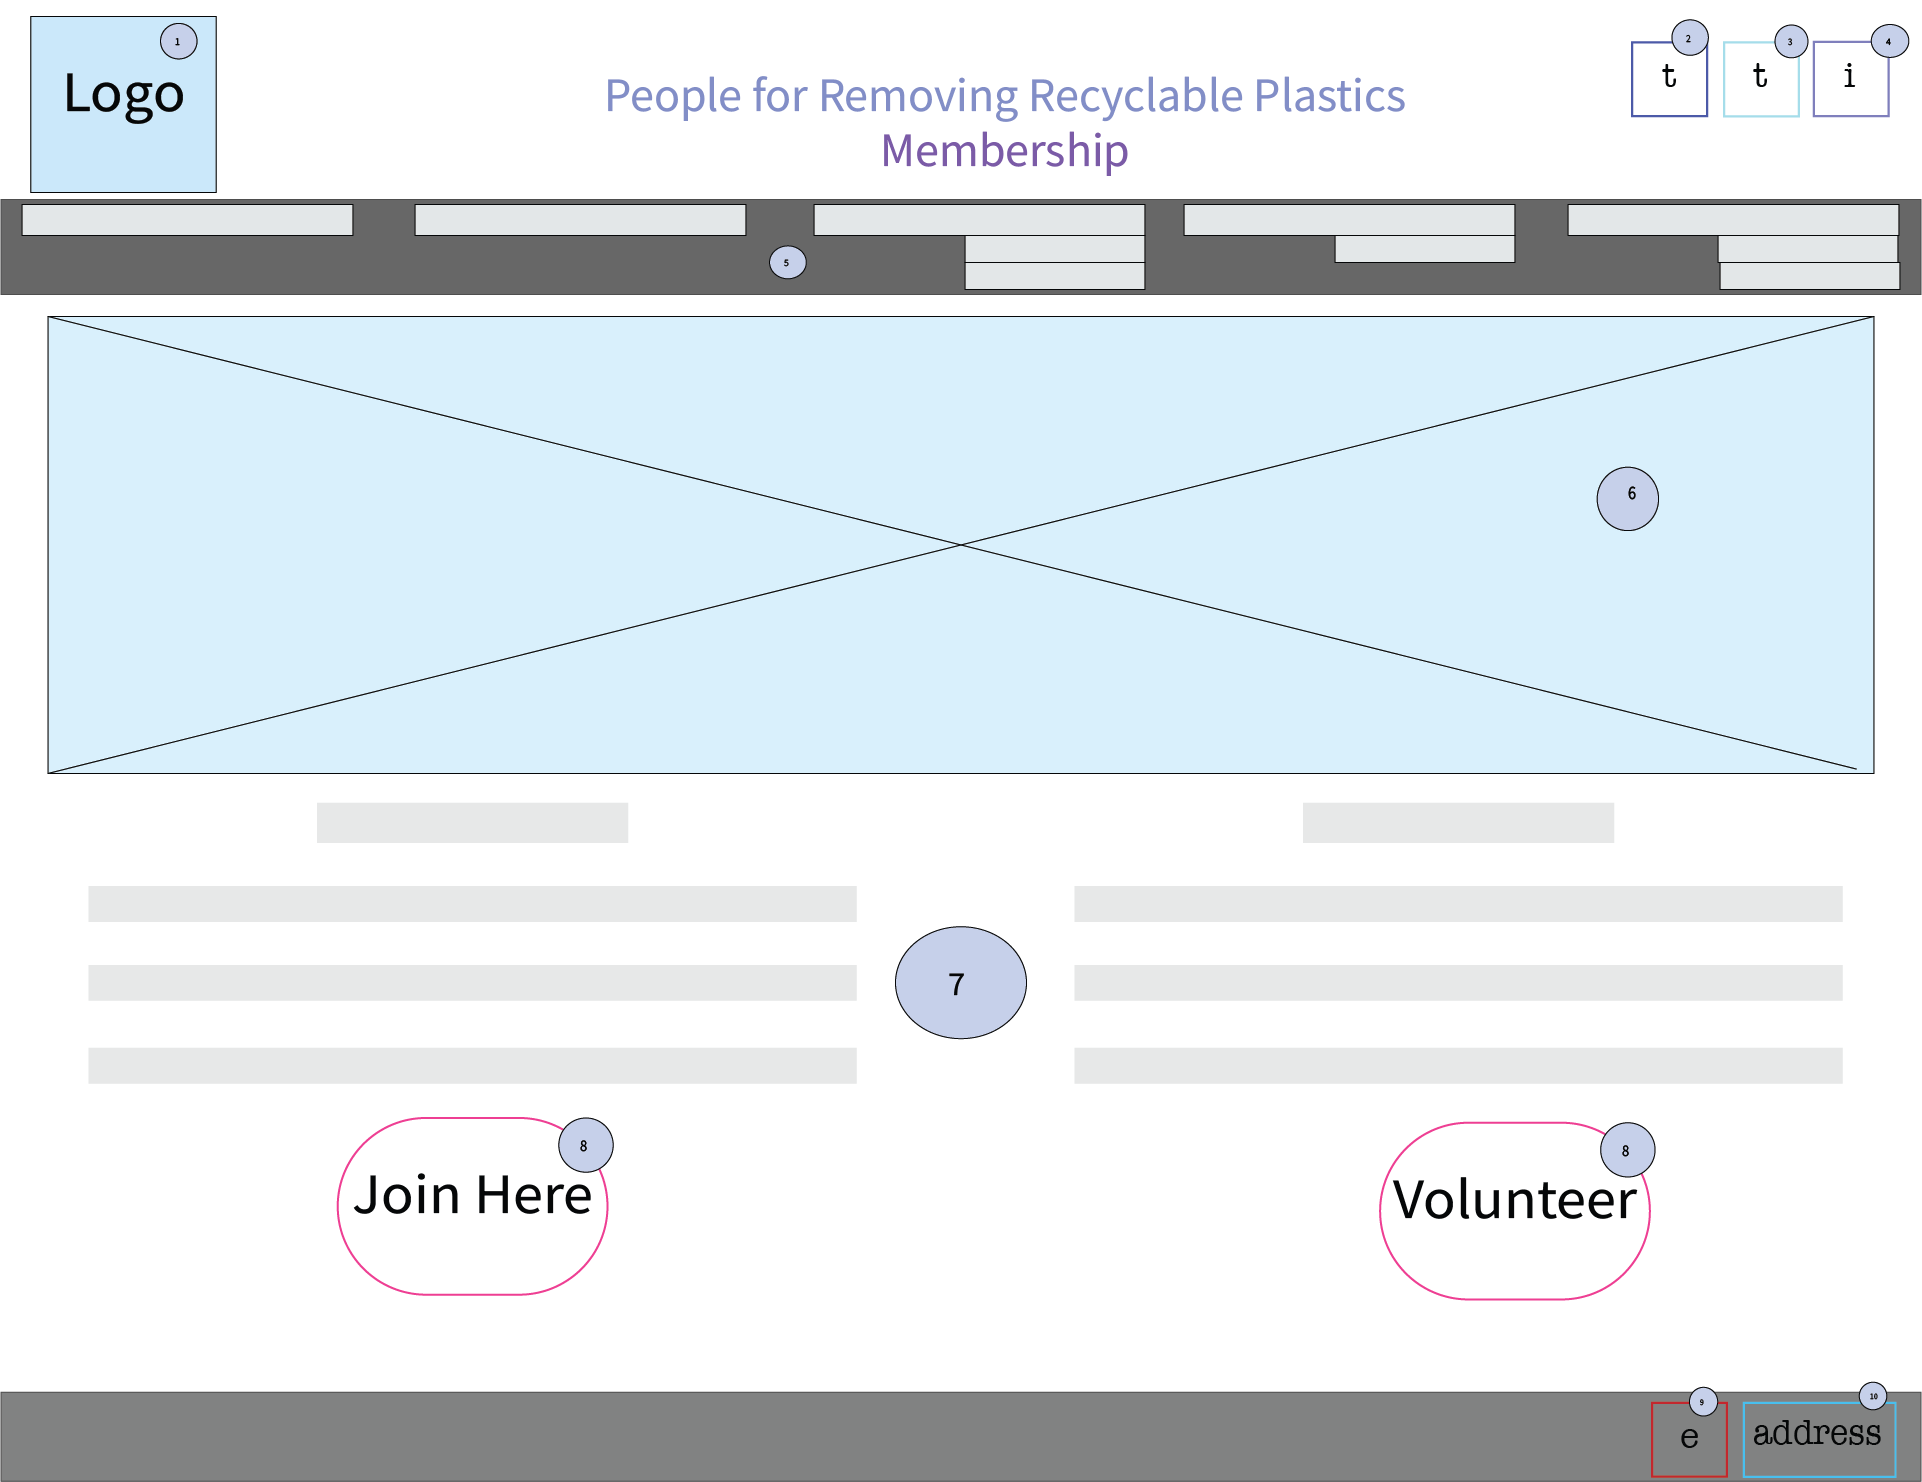 Logo
1
People for Removing Recyclable Plastics
Membership
t
2
t
3
i
4
5
6
7
Join Here
8
Volunteer
8
e
9
address
10